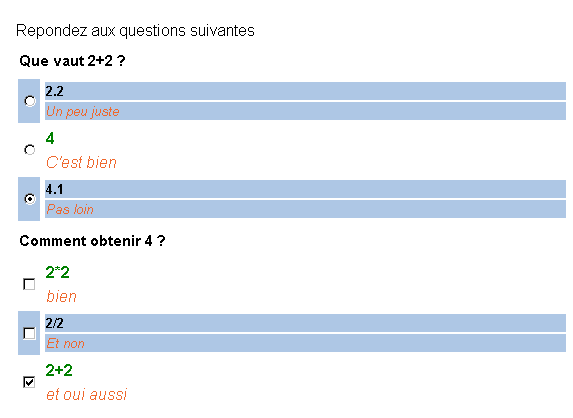 Repondez aux questions suivantes
Que vaut 2+2 ?
2.2
Un peu juste
4
C'est bien
4.1
Pas loin
Comment obtenir 4 ?
2*2
bien
2/2
Et non
2+2
et oui aussi